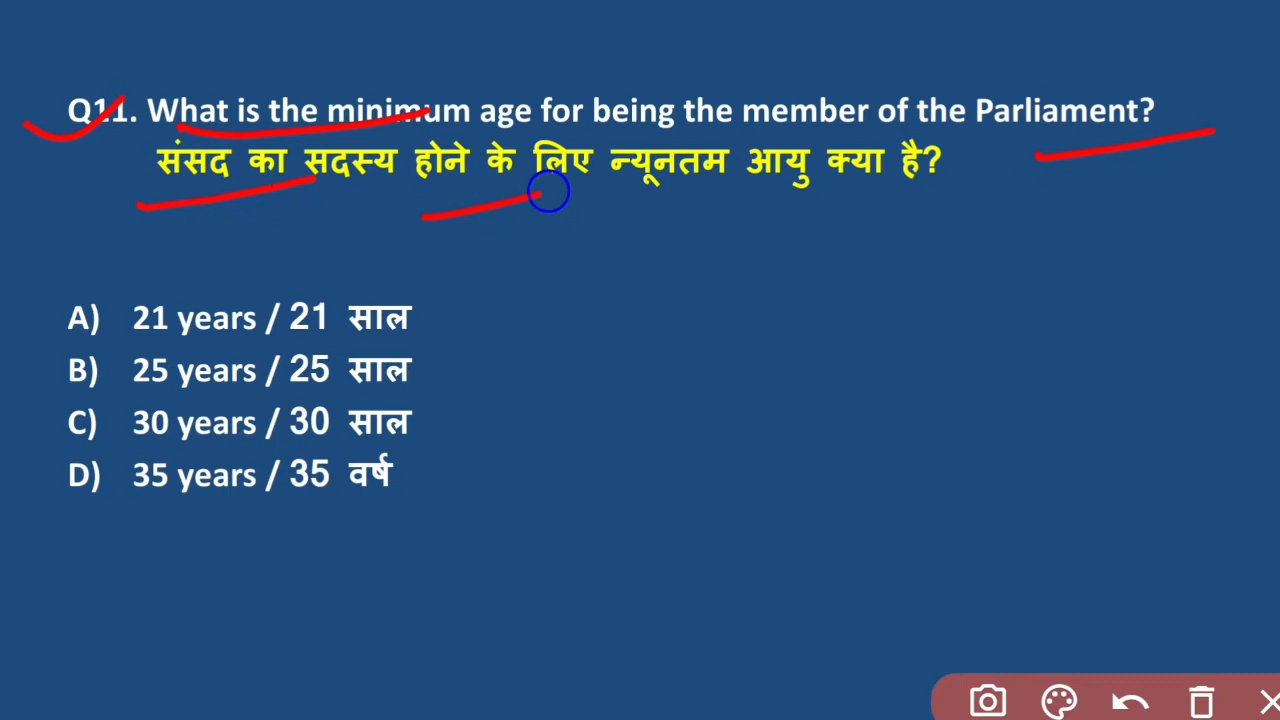 Q11. What is the minimum age for being the member of the Parliament?
संसद का सदस्य होने के लिए न्यूनतम आयु क्या है?
A) 21 years / 21 साल
B) 25 years / 25 साल
C) 30 years / 30 साल
D) 35 years / 35 वर्ष